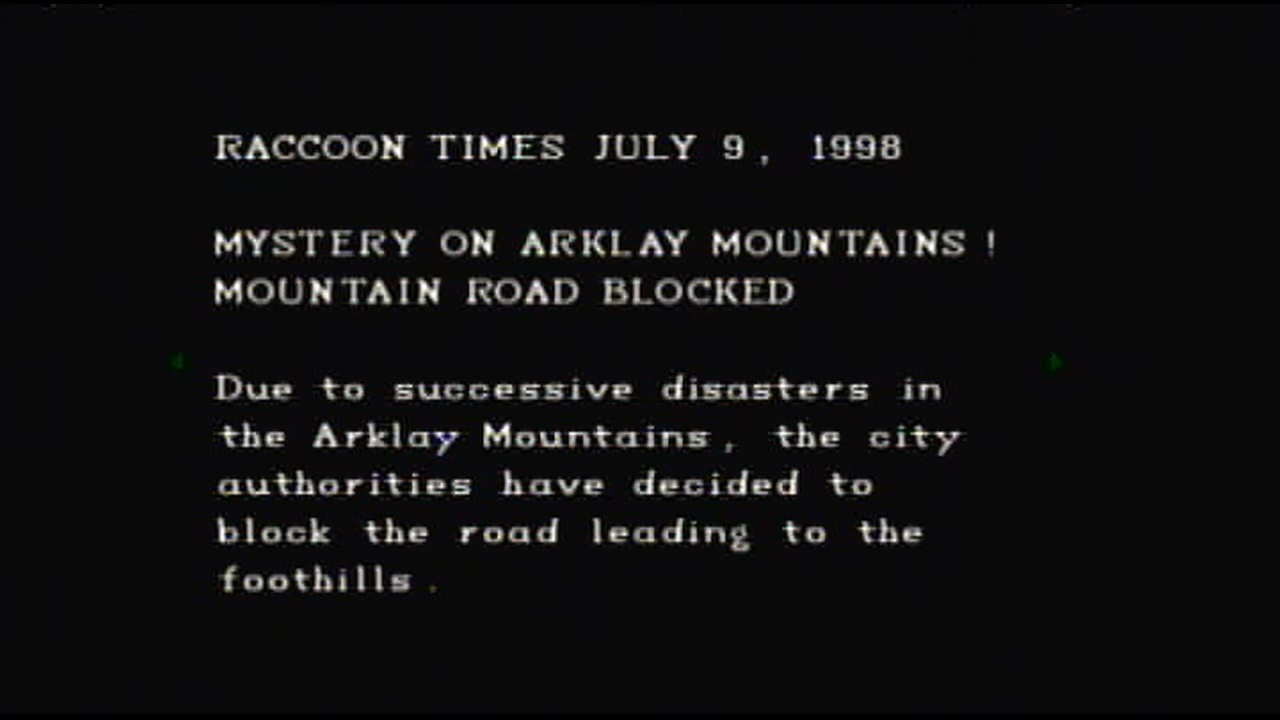 RACCOON TIMES JULY 9, 1998
MYSTERY ON ARKLAY MOUNTAINS!
MOUNTAIN ROAD BLOCKED
Due to successive disasters in
the Arklay Mountains, the city
authorities have decided to
block the road leading to the
foothills.